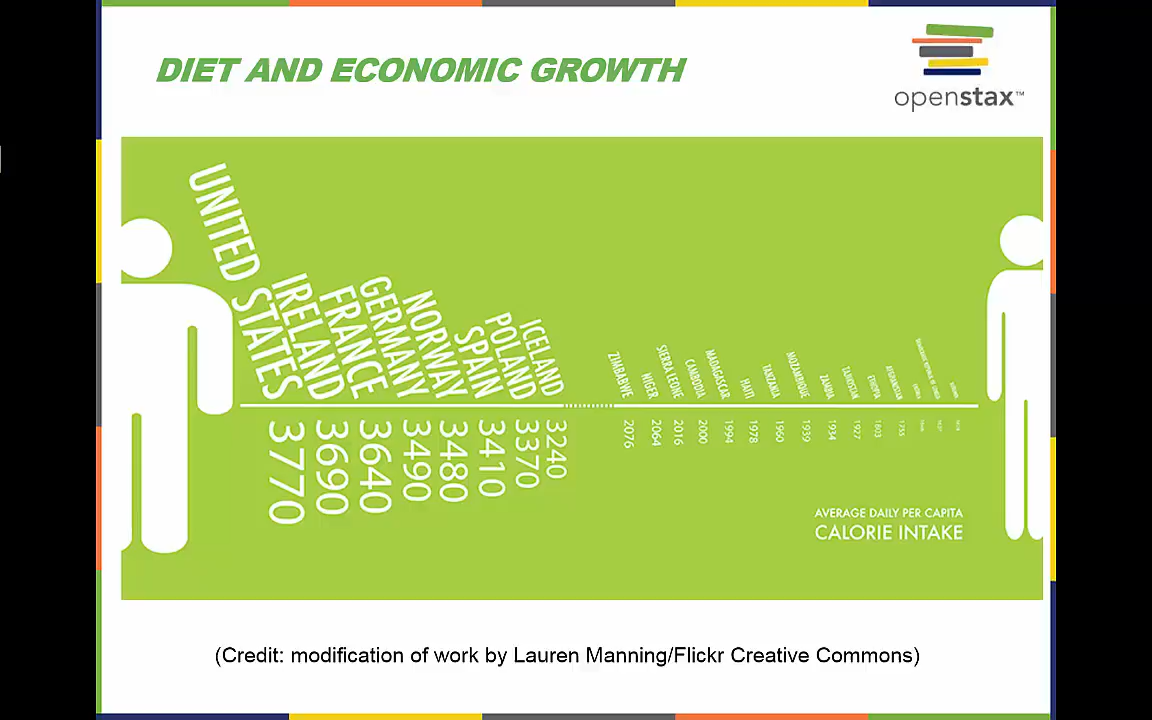 DIET AND ECONOMIC GROWTH
openstax™
UNITED STATES
IRELAND
FRANCE
GERMANY
NORWAY
SPAIN
POLAND
ICELAND
ZIMBABWE
NIGER
SIERRA LEONE
CAMBODIA
MADAGASCAR
HAITI
TANZANIA
MOZAMBIQUE
ZAMBIA
TAJIKISTAN
ETHIOPIA
3770
3690
3640
3490
3480
3410
3370
3240
2076
2064
2016
2000
1994
1978
1960
1939
1934
1927
1803
1755
AVERAGE DAILY PER CAPITA
CALORIE INTAKE
(Credit: modification of work by Lauren Manning/Flickr Creative Commons)